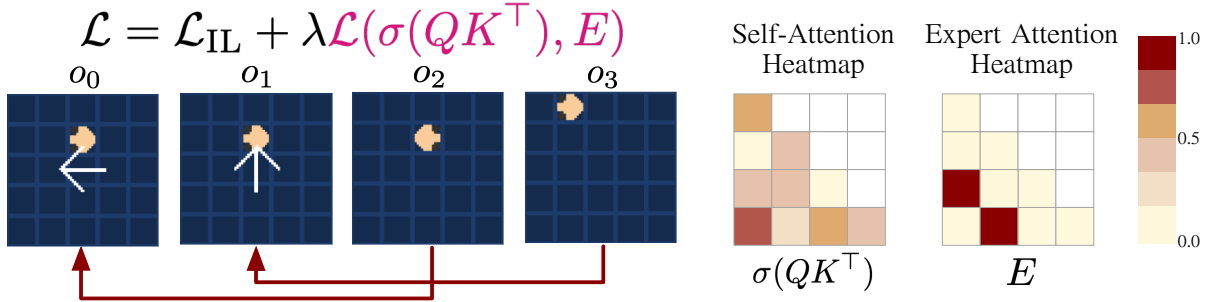 ℒ = ℒ_IL + λℒ(σ(QK^⊤), E)
o_0 o_1 o_2 o_3
Self-Attention Heatmap
Expert Attention Heatmap
1.0
0.5
0.0
σ(QK^⊤)
E